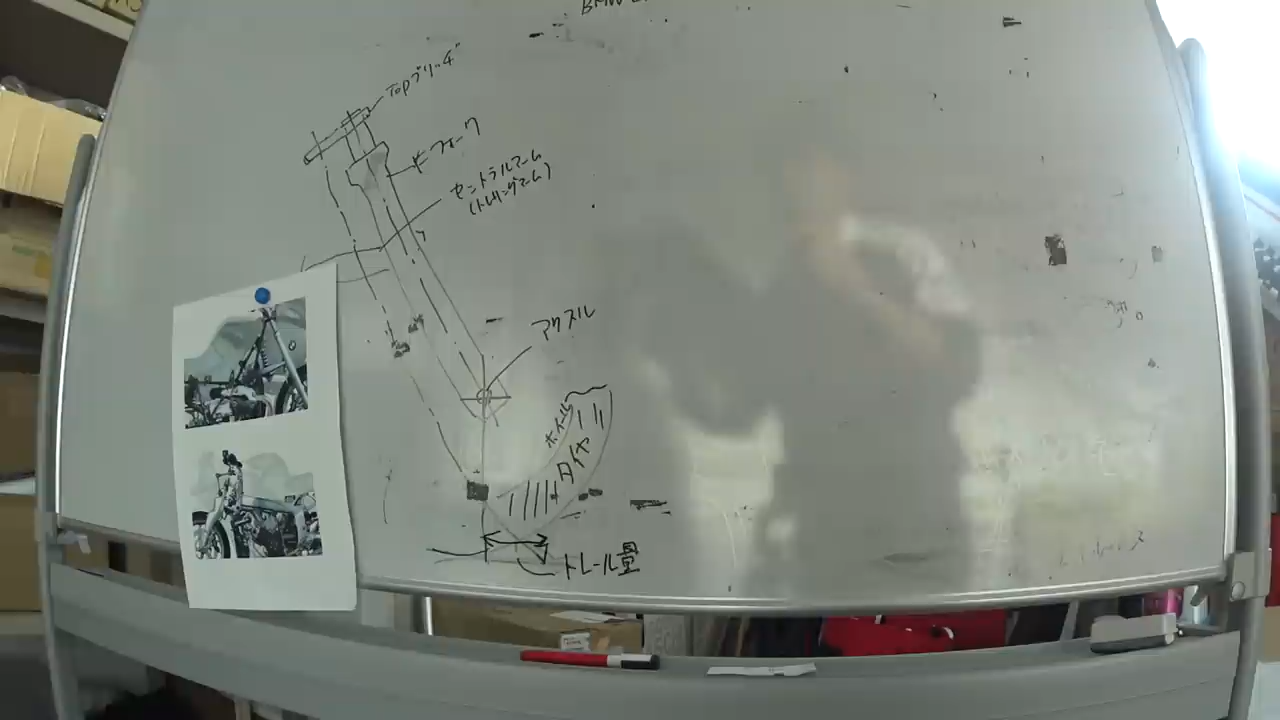 BMW
Topブリッヂ
フォーク
セントラルアーム
(トレーリングアーム)
アクスル
ホイール
タイヤ
トレール量